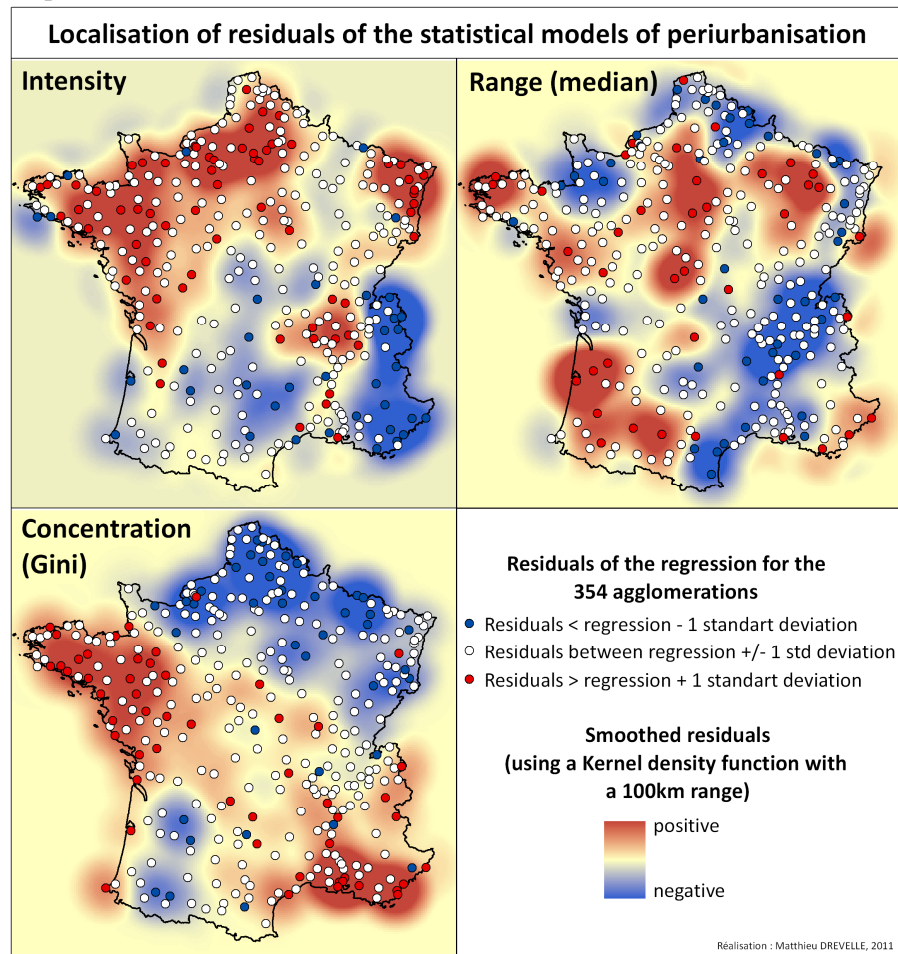 Localisation of residuals of the statistical models of periurbanisation
Intensity
Range (median)
Concentration
(Gini)
Residuals of the regression for the
354 agglomerations
Residuals < regression - 1 standart deviation
Residuals between regression +/- 1 std deviation
Residuals > regression + 1 standart deviation
Smoothed residuals
(using a Kernel density function with
a 100km range)
positive
negative
Réalisation : Matthieu DREVELLE, 2011